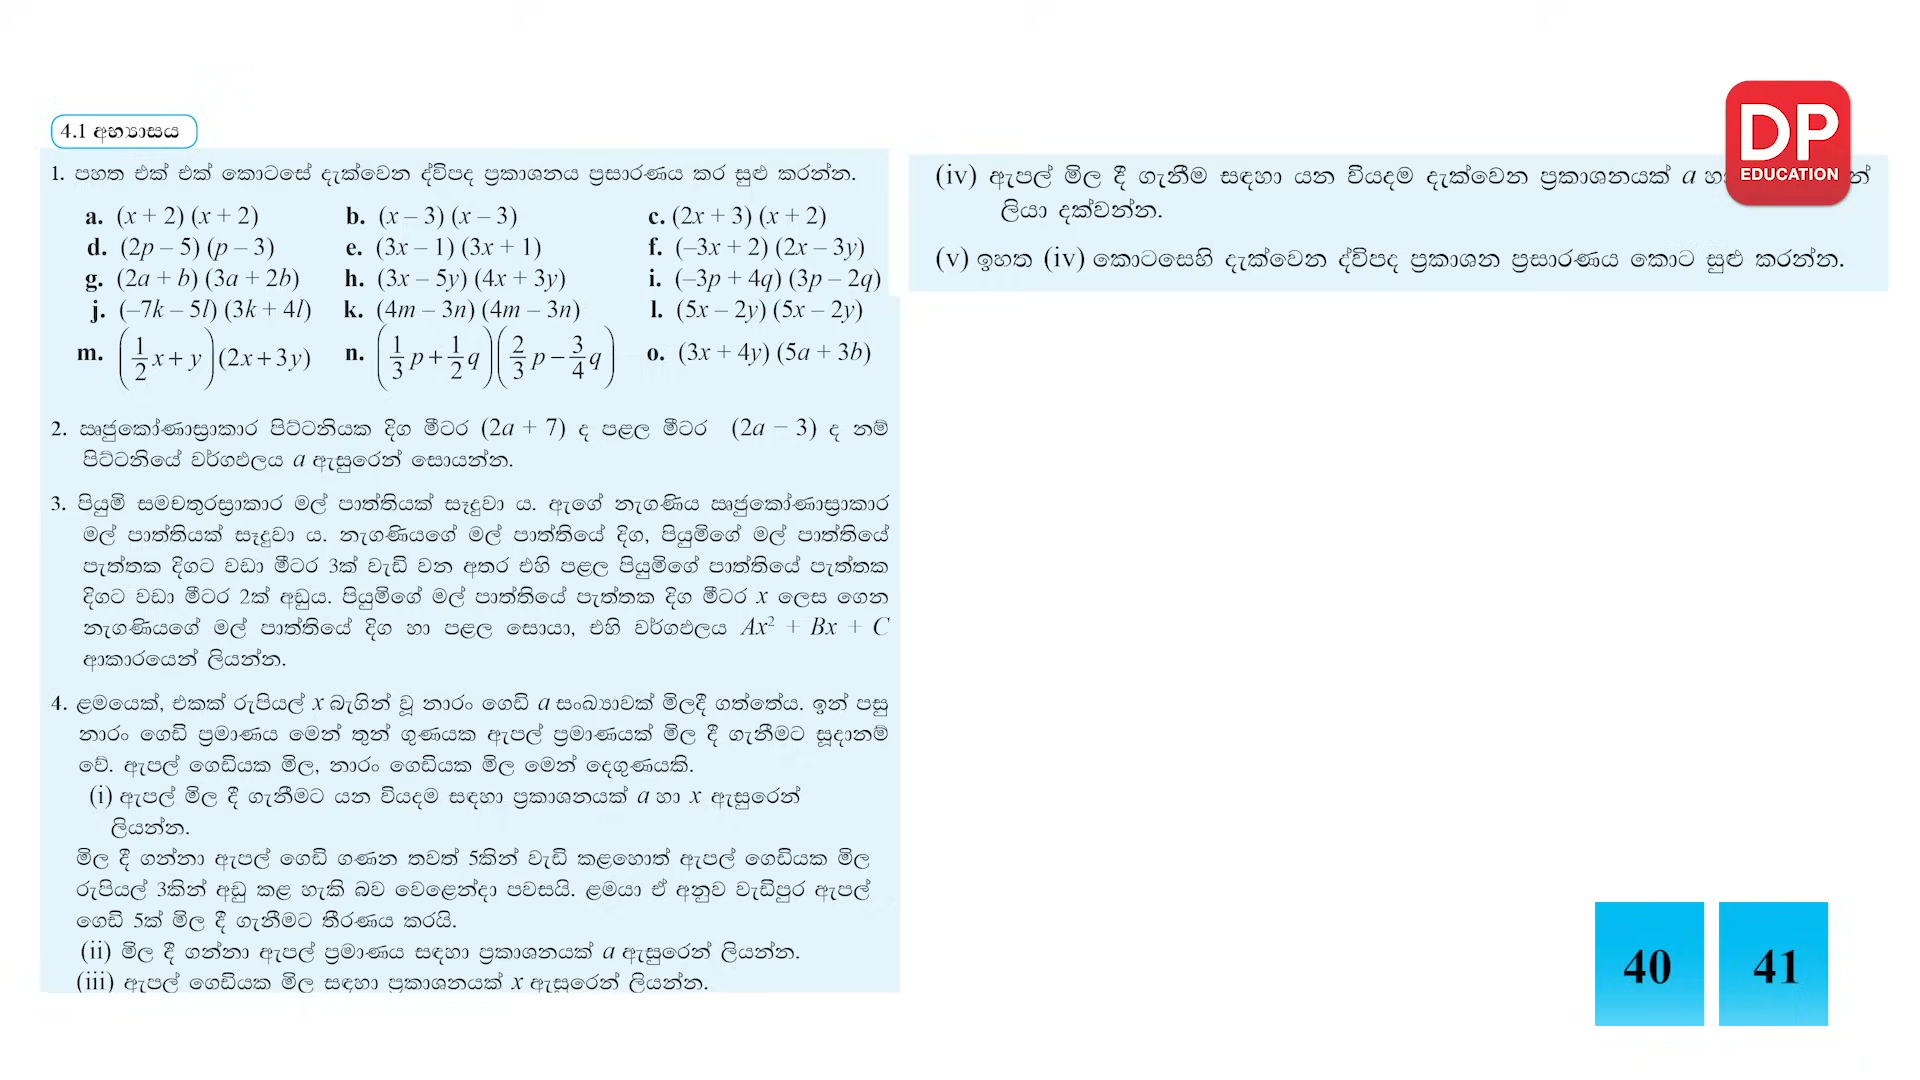 4.1 අභ්‍යාසය
1. පහත එක් එක් කොටසේ දැක්වෙන ද්විපද ප්‍රකාශනය ප්‍රසාරණය කර සුළු කරන්න.
a. (x + 2) (x + 2) b. (x – 3) (x – 3) c. (2x + 3) (x + 2)
d. (2p – 5) (p – 3) e. (3x – 1) (3x + 1) f. (–3x + 2) (2x – 3y)
g. (2a + b) (3a + 2b) h. (3x – 5y) (4x + 3y) i. (–3p + 4q) (3p – 2q)
j. (–7k – 5l) (3k + 4l) k. (4m – 3n) (4m – 3n) l. (5x – 2y) (5x – 2y)
m. (1/2 x + y) (2x + 3y) n. (1/3 p + 1/2 q) (2/3 p – 3/4 q) o. (3x + 4y) (5a + 3b)
2. ඍජුකෝණාස්‍රාකාර පිට්ටනියක දිග මීටර (2a + 7) ද පළල මීටර (2a − 3) ද නම්
පිට්ටනියේ වර්ගඵලය a ඇසුරෙන් සොයන්න.
3. පියුමි සමචතුරස්‍රාකාර මල් පාත්තියක් සෑදුවා ය. ඇගේ නැගණිය ඍජුකෝණාස්‍රාකාර
මල් පාත්තියක් සෑදුවා ය. නැගණියගේ මල් පාත්තියේ දිග, පියුමිගේ මල් පාත්තියේ
පැත්තක දිගට වඩා මීටර 3ක් වැඩි වන අතර එහි පළල පියුමිගේ පාත්තියේ පැත්තක
දිගට වඩා මීටර 2ක් අඩුය. පියුමිගේ මල් පාත්තියේ පැත්තක දිග මීටර x ලෙස ගෙන
නැගණියගේ මල් පාත්තියේ දිග හා පළල සොයා, එහි වර්ගඵලය Ax² + Bx + C
ආකාරයෙන් ලියන්න.
4. ළමයෙක්, එකක් රුපියල් x බැගින් වූ නාරං ගෙඩි a සංඛ්‍යාවක් මිලදී ගත්තේය. ඉන් පසු
නාරං ගෙඩි ප්‍රමාණය මෙන් තුන් ගුණයක ඇපල් ප්‍රමාණයක් මිල දී ගැනීමට සූදානම්
වේ. ඇපල් ගෙඩියක මිල, නාරං ගෙඩියක මිල මෙන් දෙගුණයකි.
(i) ඇපල් මිල දී ගැනීමට යන වියදම සඳහා ප්‍රකාශනයක් a හා x ඇසුරෙන්
ලියන්න.
මිල දී ගන්නා ඇපල් ගෙඩි ගණන තවත් 5කින් වැඩි කළහොත් ඇපල් ගෙඩියක මිල
රුපියල් 3කින් අඩු කළ හැකි බව වෙළෙන්දා පවසයි. ළමයා ඒ අනුව වැඩිපුර ඇපල්
ගෙඩි 5ක් මිල දී ගැනීමට තීරණය කරයි.
(ii) මිල දී ගන්නා ඇපල් ප්‍රමාණය සඳහා ප්‍රකාශනයක් a ඇසුරෙන් ලියන්න.
(iii) ඇපල් ගෙඩියක මිල සඳහා ප්‍රකාශනයක් x ඇසුරෙන් ලියන්න.
(iv) ඇපල් මිල දී ගැනීම සඳහා යන වියදම දැක්වෙන ප්‍රකාශනයක් a
ලියා දක්වන්න.
(v) ඉහත (iv) කොටසෙහි දැක්වෙන ද්විපද ප්‍රකාශන ප්‍රසාරණය කොට සුළු කරන්න.
DP
EDUCATION
40 41